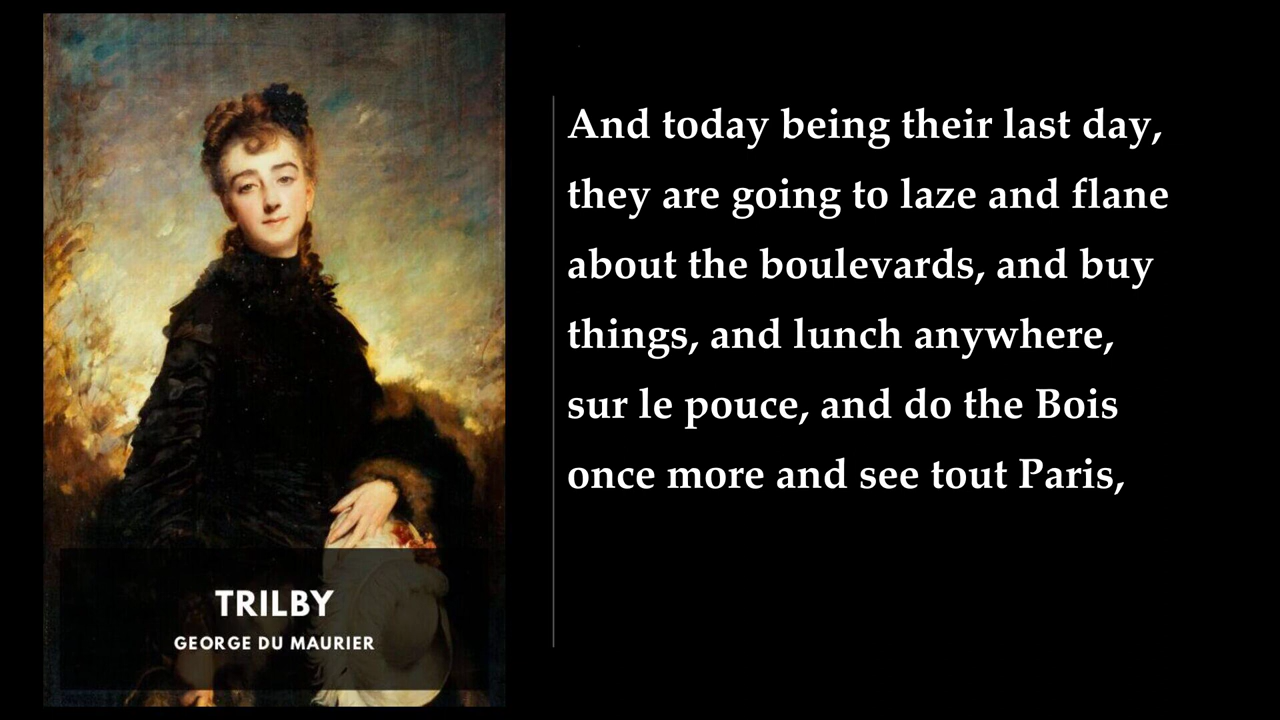 TRILBY
GEORGE DU MAURIER
And today being their last day,
they are going to laze and flane
about the boulevards, and buy
things, and lunch anywhere,
sur le pouce, and do the Bois
once more and see tout Paris,